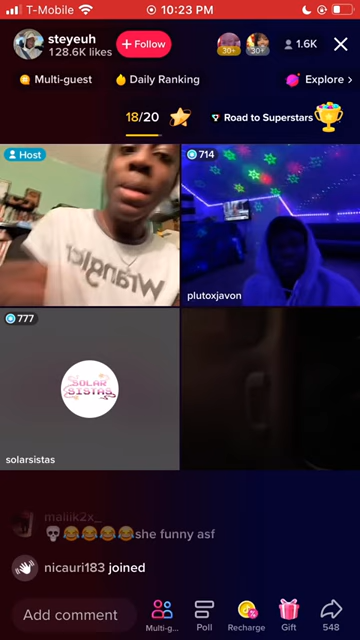 T-Mobile
10:23 PM
steyeuh
128.6K likes
+ Follow
30+
30+
1.6K
Multi-guest
Daily Ranking
Explore >
18/20
Road to Superstars
Host
714
Wrangler
plutoxjavon
777
SOLAR
SISTAS
solarsistas
maliik2x_
💀😂😂😂😂she funny asf
nicauri183 joined
Add comment
Multi-g...
Poll
Recharge
Gift
548